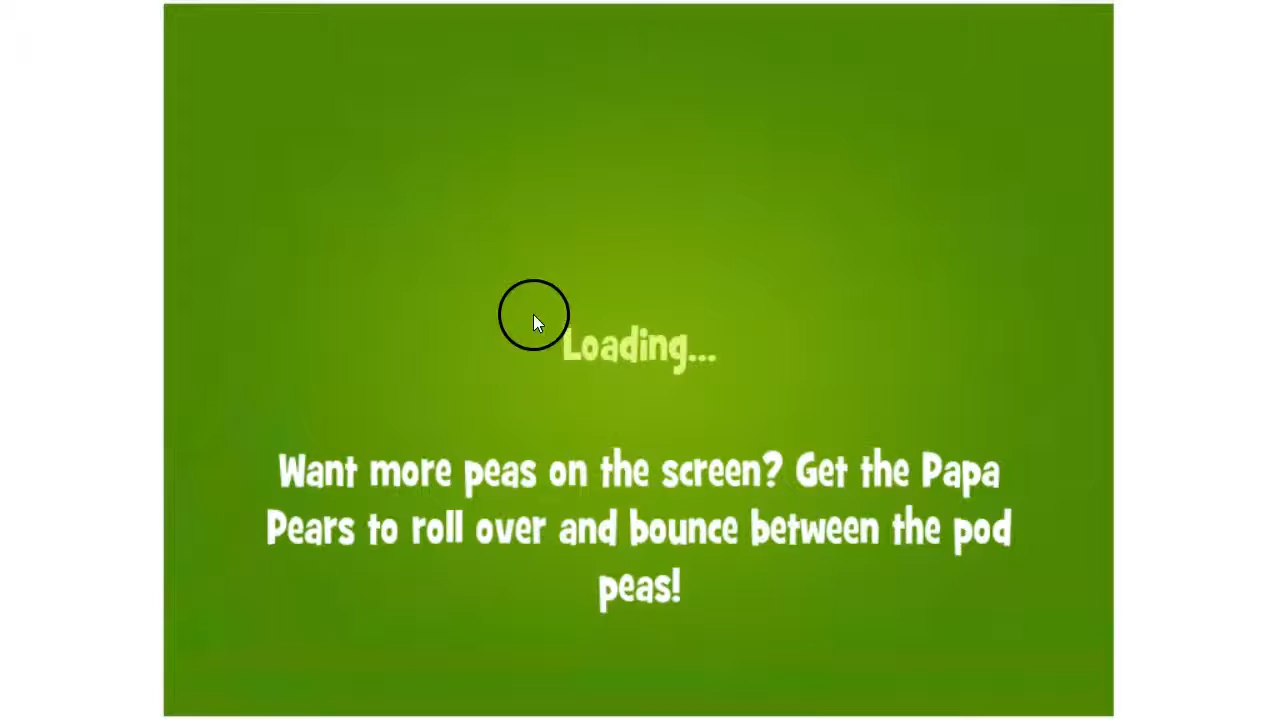 Loading...
Want more peas on the screen? Get the Papa
Pears to roll over and bounce between the pod
peas!